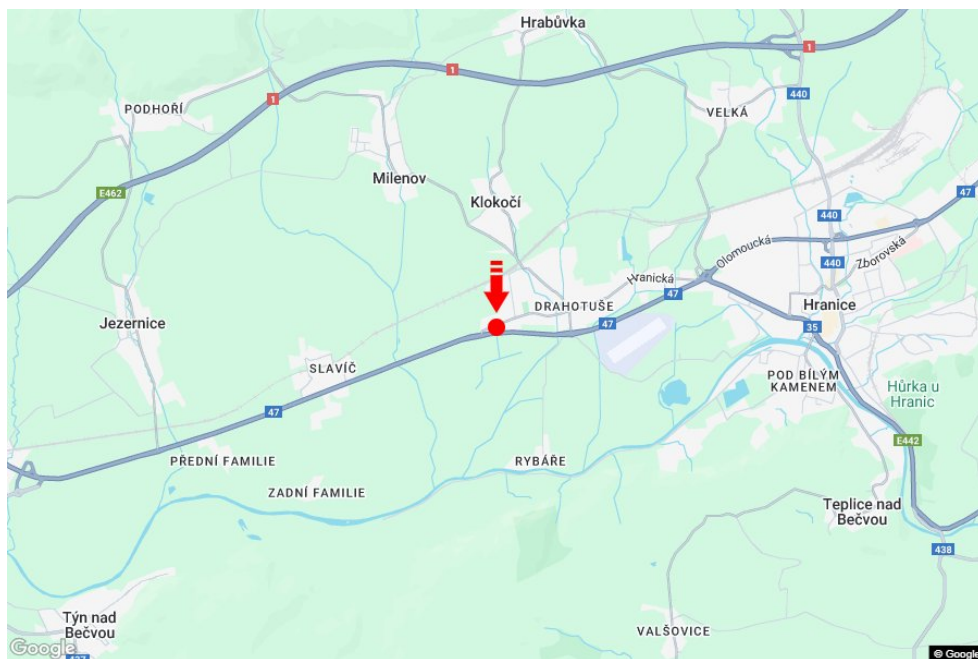 Hrabůvka
1
1
1
440
PODHOŘÍ
VELKÁ
E462
Milenov
Klokočí
47
440
Olomoucká
Zborovská
440
Hranická
47
DRAHOTUŠE
Hranice
Jezernice
47
35
SLAVÍČ
POD BÍLÝM
KAMENEM
Hůrka u
Hranic
47
E442
PŘEDNÍ FAMILIE
RYBÁŘE
ZADNÍ FAMILIE
Teplice nad
Bečvou
438
Týn nad
Bečvou
VALŠOVICE
Google
437
© Google